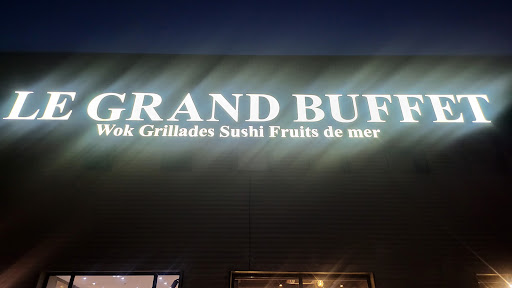 LE GRAND BUFFET
Wok Grillades Sushi Fruits de mer